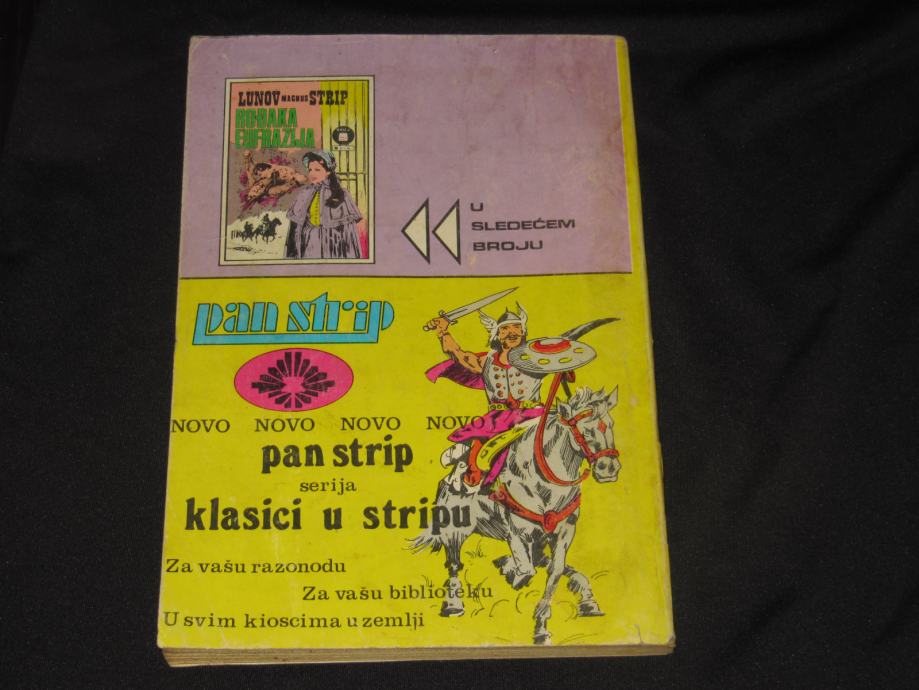 LUNOV MAGNUS STRIP
ROĐAKA
EUFRAZIJA
U
SLEDEĆEM
BROJU
pan strip
NOVO NOVO NOVO NOVO
pan strip
serija
klasici u stripu
Za vašu razonodu
Za vašu biblioteku
U svim kioscima u zemlji